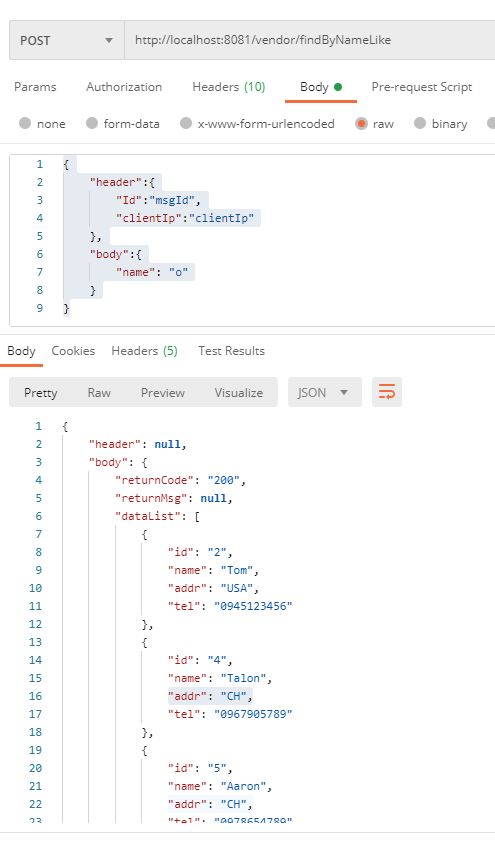 POST http://localhost:8081/vendor/findByNameLike
Params Authorization Headers (10) Body Pre-request Script
none form-data x-www-form-urlencoded raw binary
1 {
2 "header":{
3 "Id":"msgId",
4 "clientIp":"clientIp"
5 },
6 "body":{
7 "name": "o"
8 }
9 }
Body Cookies Headers (5) Test Results
Pretty Raw Preview Visualize JSON
1 {
2 "header": null,
3 "body": {
4 "returnCode": "200",
5 "returnMsg": null,
6 "dataList": [
7 {
8 "id": "2",
9 "name": "Tom",
10 "addr": "USA",
11 "tel": "0945123456"
12 },
13 {
14 "id": "4",
15 "name": "Talon",
16 "addr": "CH",
17 "tel": "0967905789"
18 },
19 {
20 "id": "5",
21 "name": "Aaron",
22 "addr": "CH",
23 "tel": "0978654789"